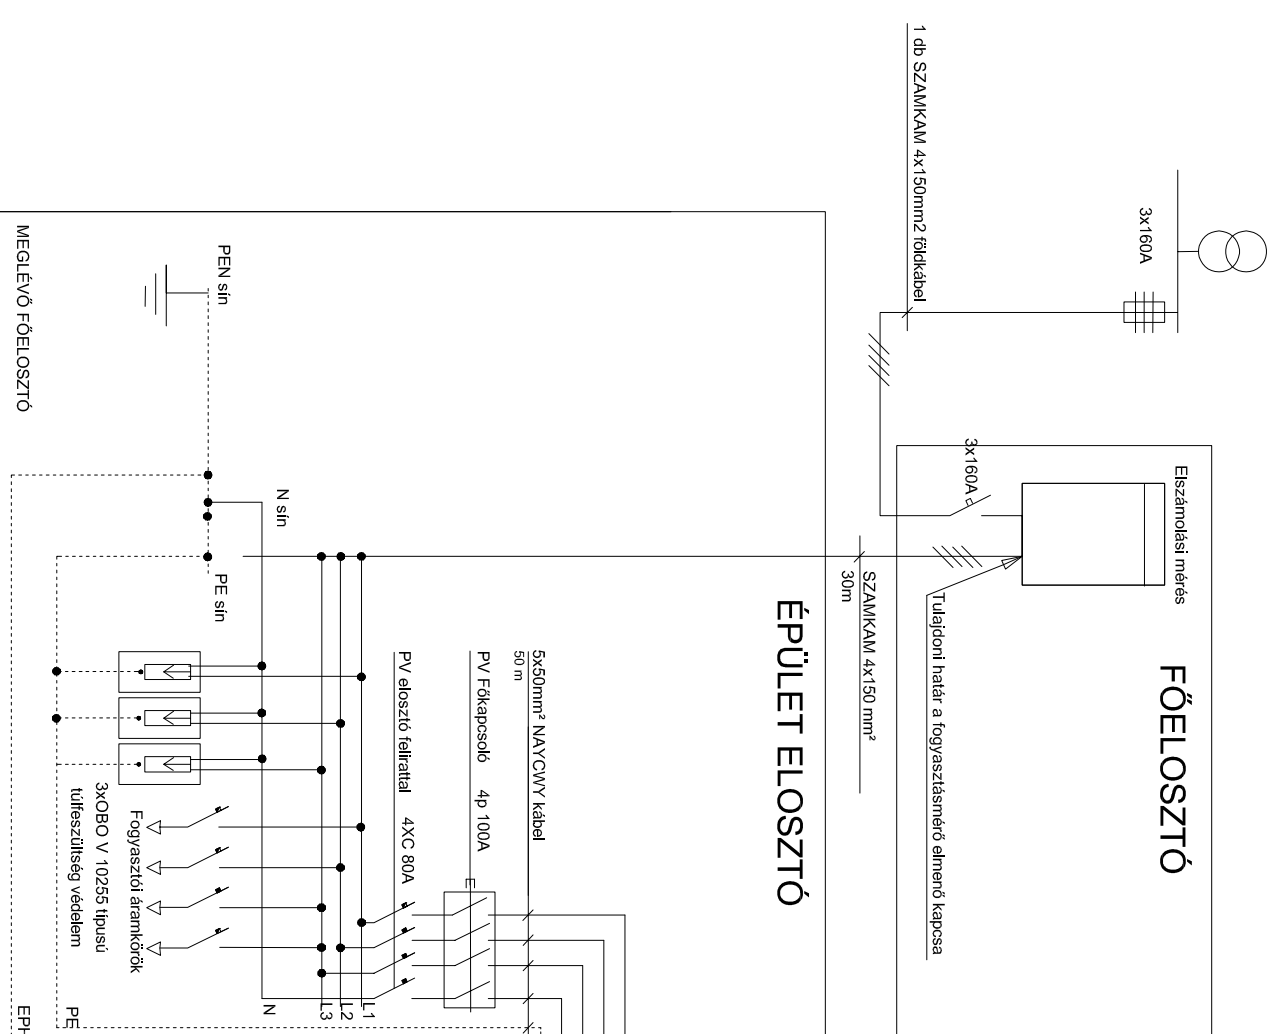 3x160A
1 db SZAMKAM 4x150mm2 földkábel
Elszámolási mérés
FŐELOSZTÓ
3x160A
Tulajdoni határ a fogyasztásmérő elmenő kapcsa
SZAMKAM 4x150 mm²
30m
ÉPÜLET ELOSZTÓ
5x50mm² NAYCWY kábel
50 m
PV Főkapcsoló 4p 100A
PV elosztó felirattal 4XC 80A
L1
L2
L3
N
N sín
PEN sín
PE sín
Fogyasztói áramkörök
3xOBO V 10255 tipusú
túlfeszültség védelem
PE
MEGLÉVŐ FŐELOSZTÓ